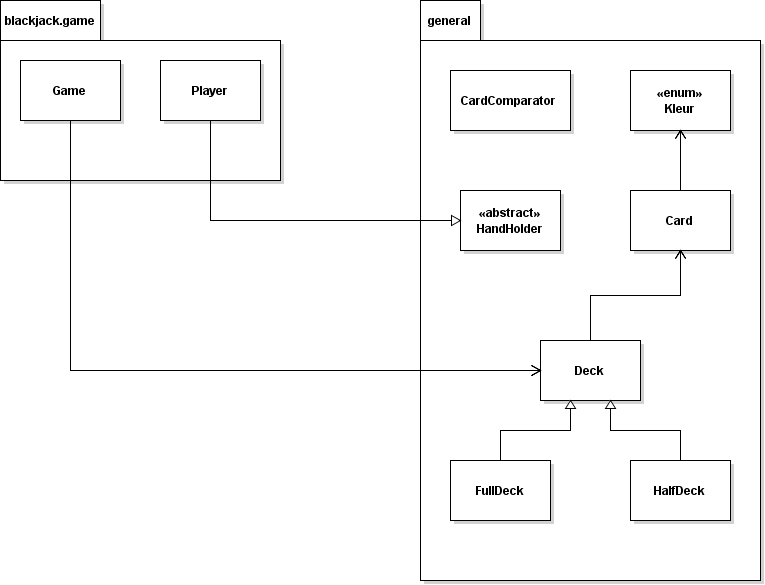 blackjack.game
general
Game
Player
CardComparator
«enum»
Kleur
«abstract»
HandHolder
Card
Deck
FullDeck
HalfDeck